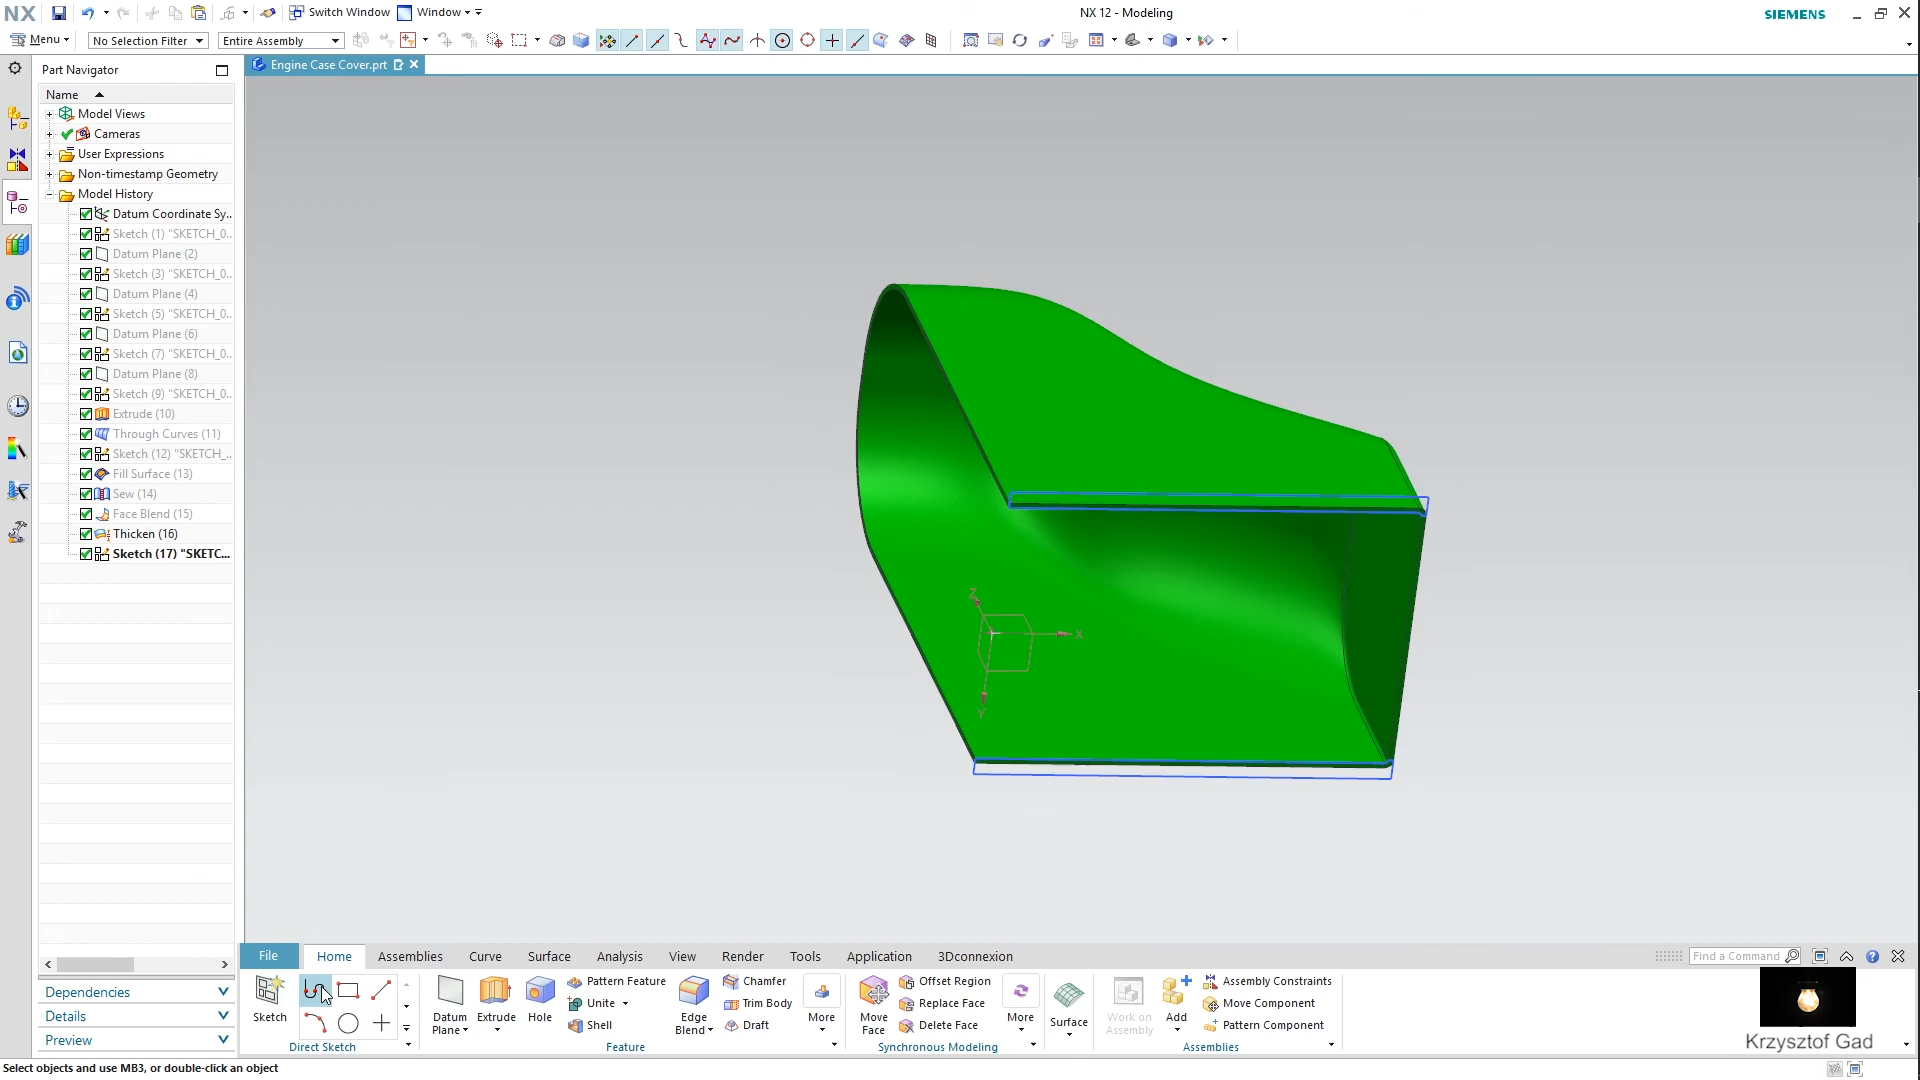 NX
Switch Window
Window
NX 12 - Modeling
SIEMENS
Menu
No Selection Filter
Entire Assembly
Part Navigator
Engine Case Cover.prt
Name
Model Views
Cameras
User Expressions
Non-timestamp Geometry
Model History
Datum Coordinate Sy..
Sketch (1) "SKETCH_0..
Datum Plane (2)
Sketch (3) "SKETCH_0..
Datum Plane (4)
Sketch (5) "SKETCH_0..
Datum Plane (6)
Sketch (7) "SKETCH_0..
Datum Plane (8)
Sketch (9) "SKETCH_0..
Extrude (10)
Through Curves (11)
Sketch (12) "SKETCH_..
Fill Surface (13)
Sew (14)
Face Blend (15)
Thicken (16)
Sketch (17) "SKETC...
Z
X
Y
Dependencies
Details
Preview
File
Home
Assemblies
Curve
Surface
Analysis
View
Render
Tools
Application
3Dconnexion
Find a Command
Sketch
Direct Sketch
Datum
Plane
Extrude
Hole
Pattern Feature
Unite
Shell
Edge
Blend
Chamfer
Trim Body
Draft
More
Feature
Move
Face
Offset Region
Replace Face
Delete Face
More
Synchronous Modeling
Surface
Work on
Assembly
Add
Assembly Constraints
Move Component
Pattern Component
Assemblies
Krzysztof Gad
Select objects and use MB3, or double-click an object